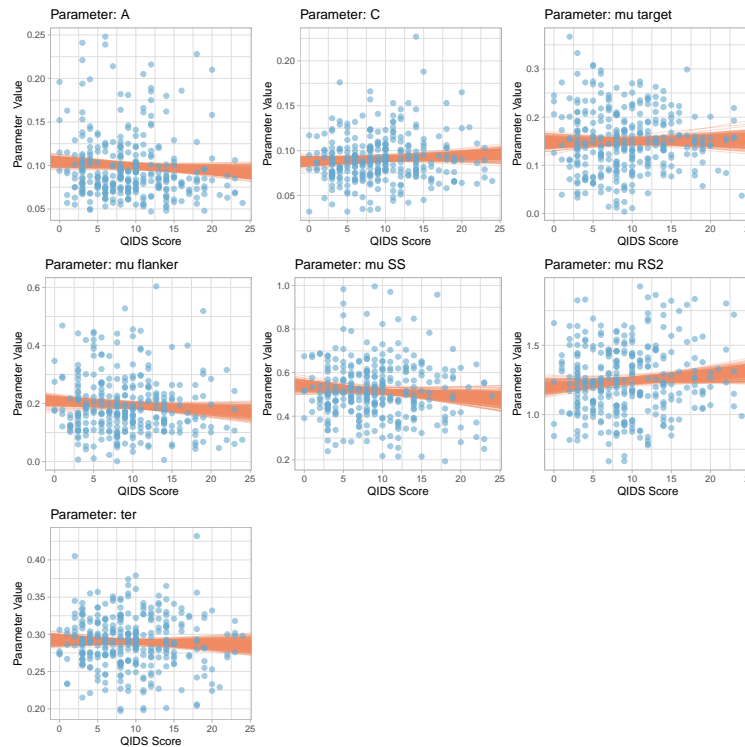 Parameter: A
Parameter Value
0.25
0.20
0.15
0.10
0.05
0 5 10 15 20 25
QIDS Score
Parameter: C
Parameter Value
0.20
0.15
0.10
0.05
0 5 10 15 20 25
QIDS Score
Parameter: mu target
Parameter Value
0.3
0.2
0.1
0.0
0 5 10 15 20 25
QIDS Score
Parameter: mu flanker
Parameter Value
0.6
0.4
0.2
0.0
0 5 10 15 20 25
QIDS Score
Parameter: mu SS
Parameter Value
1.0
0.8
0.6
0.4
0.2
0 5 10 15 20 25
QIDS Score
Parameter: mu RS2
Parameter Value
1.5
1.0
0 5 10 15 20 25
QIDS Score
Parameter: ter
Parameter Value
0.40
0.35
0.30
0.25
0.20
0 5 10 15 20 25
QIDS Score